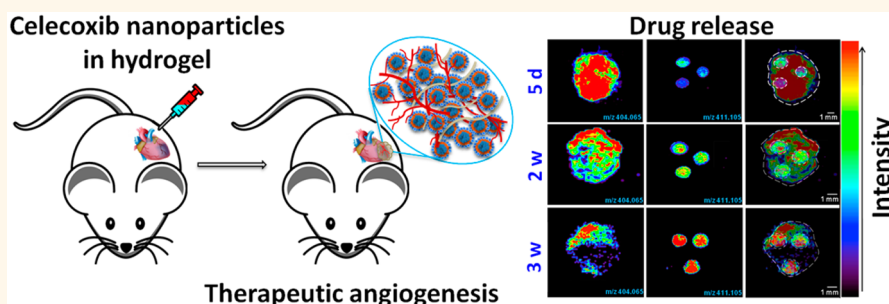 Celecoxib nanoparticles
in hydrogel
Therapeutic angiogenesis
Drug release
5 d
m/z 404.065
m/z 411.105
1 mm
2 w
m/z 404.065
m/z 411.105
1 mm
3 w
m/z 404.065
m/z 411.105
1 mm
Intensity